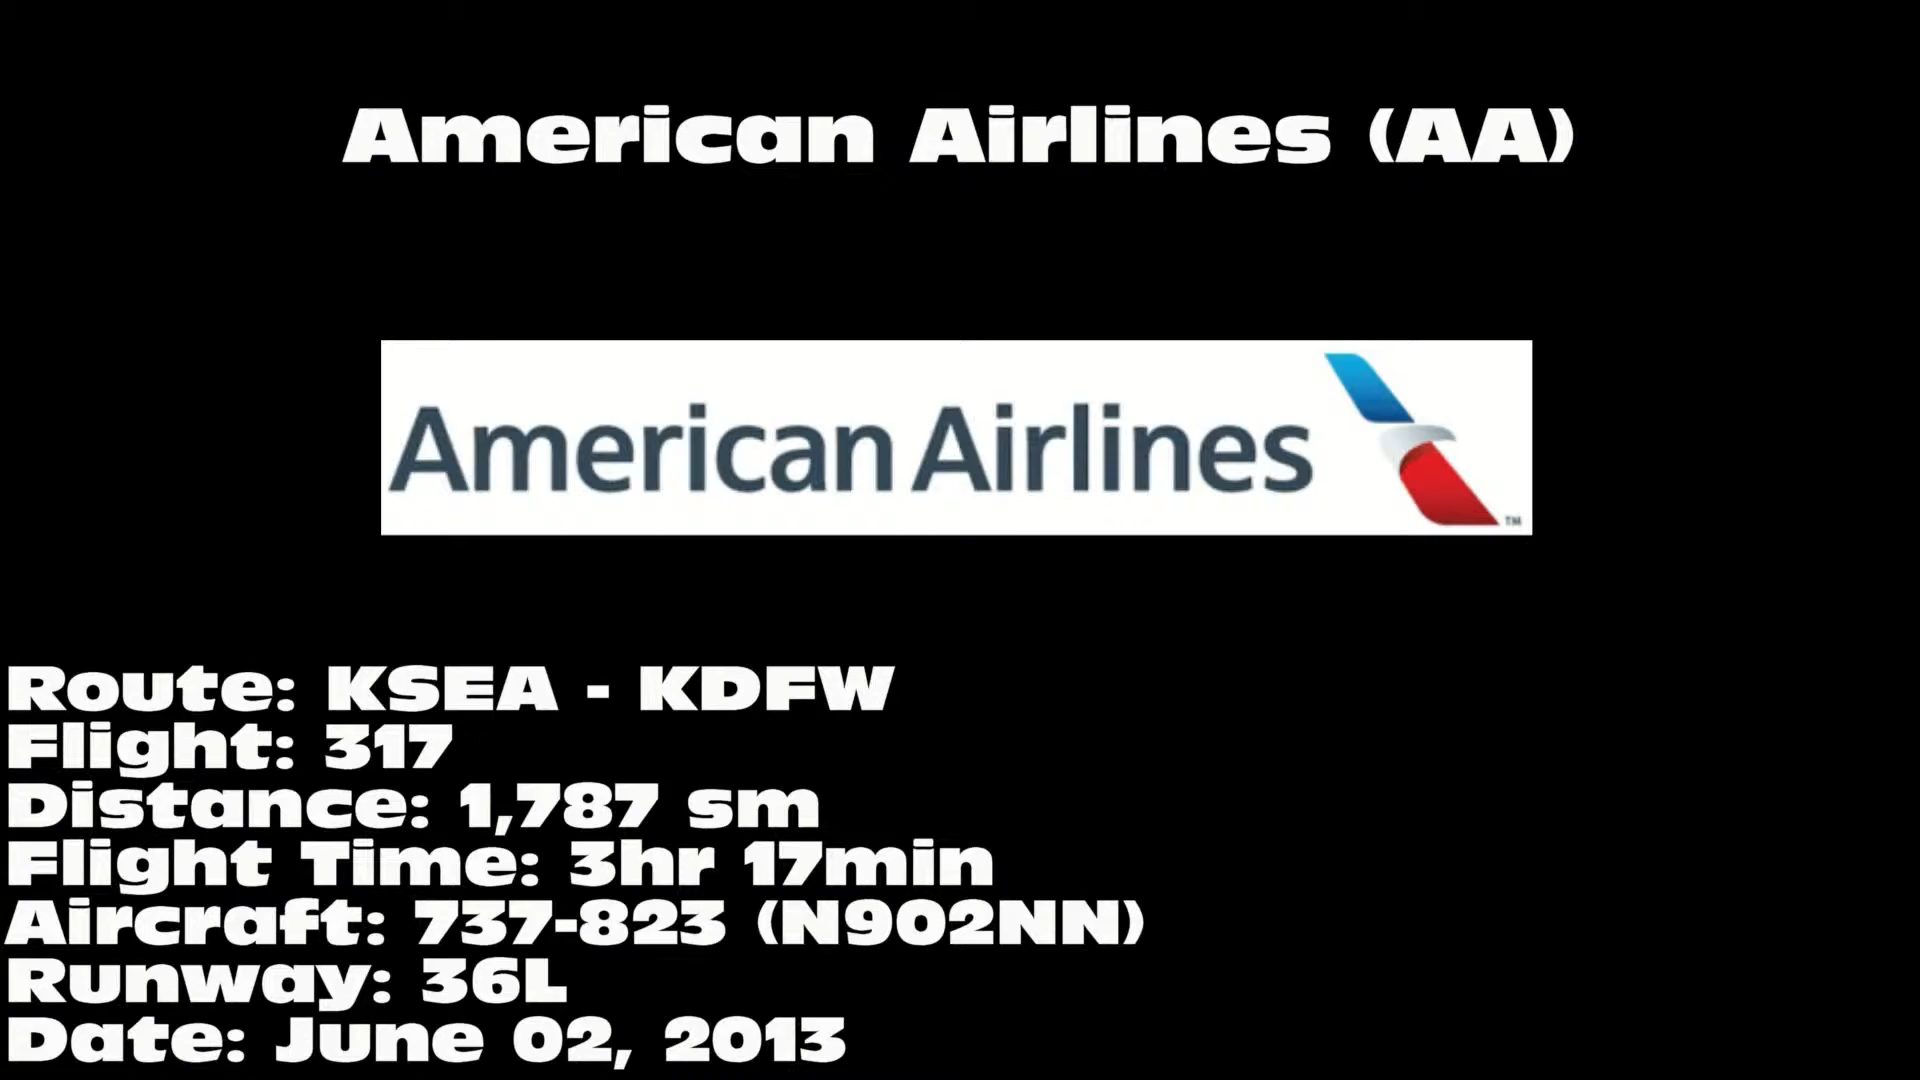 American Airlines (AA)
American Airlines
TM
Route: KSEA - KDFW
Flight: 317
Distance: 1,787 sm
Flight Time: 3hr 17min
Aircraft: 737-823 (N902NN)
Runway: 36L
Date: June 02, 2013